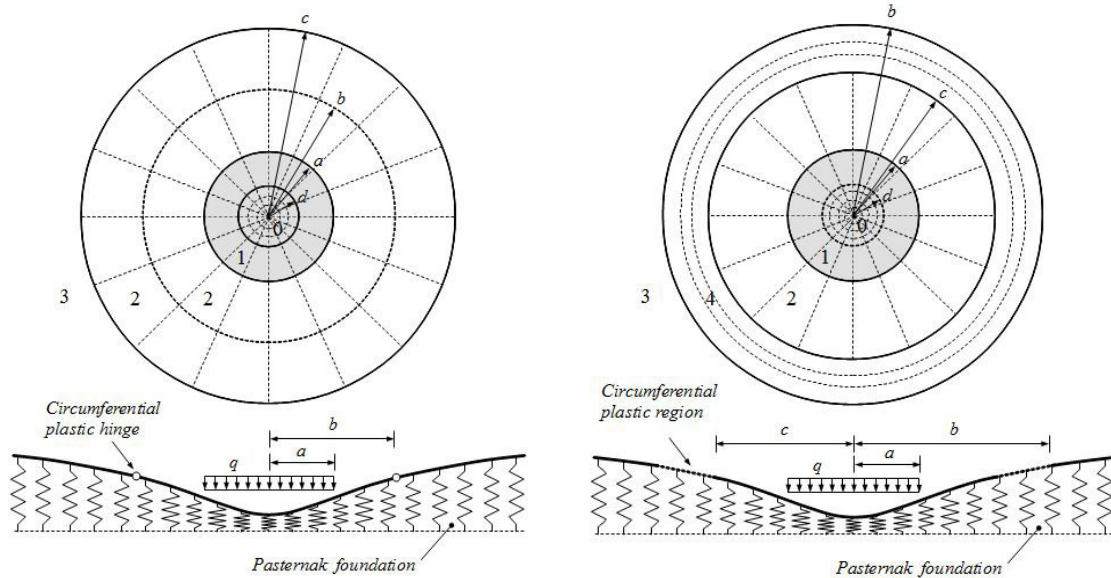 c
b
a
d
0
1
3
2
2
Circumferential
plastic hinge
b
q
a
Pasternak foundation
b
c
a
d
0
1
3
4
2
Circumferential
plastic region
c
b
q
a
Pasternak foundation